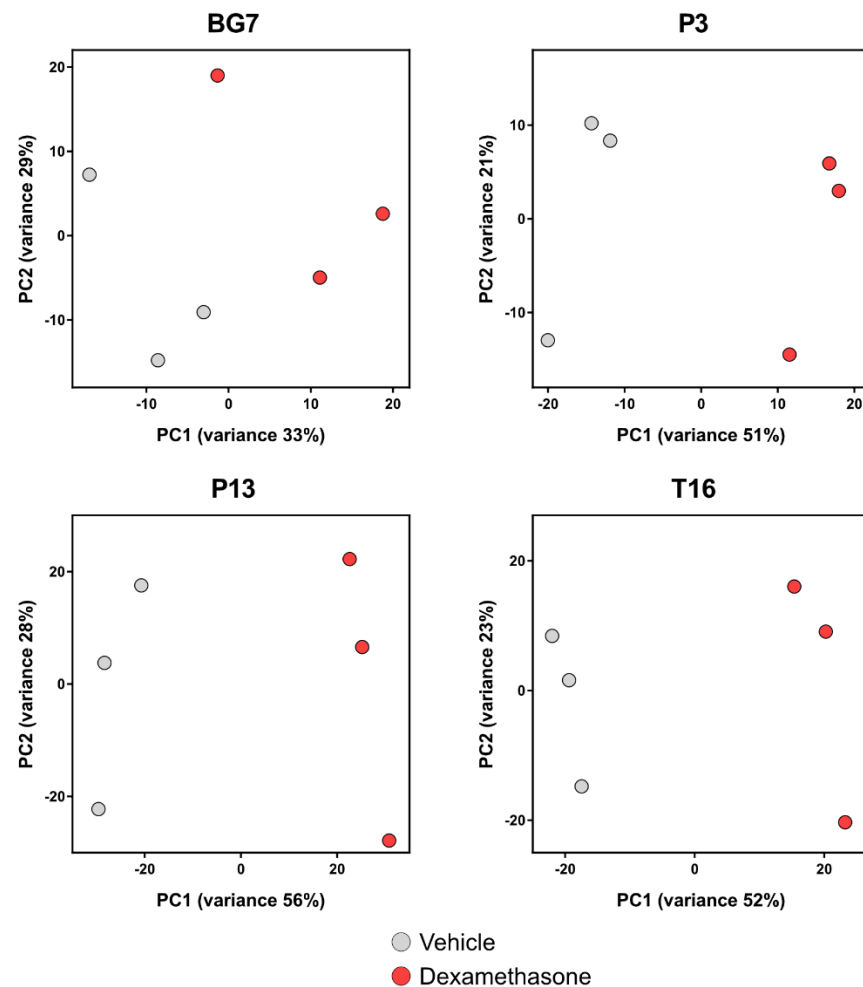 BG7
20
10
0
-10
PC2 (variance 29%)
-10
0
10
20
PC1 (variance 33%)
P3
10
0
-10
PC2 (variance 21%)
-20
-10
0
10
20
PC1 (variance 51%)
P13
20
0
-20
PC2 (variance 28%)
-20
0
20
PC1 (variance 56%)
T16
20
0
-20
PC2 (variance 23%)
-20
0
20
PC1 (variance 52%)
Vehicle
Dexamethasone